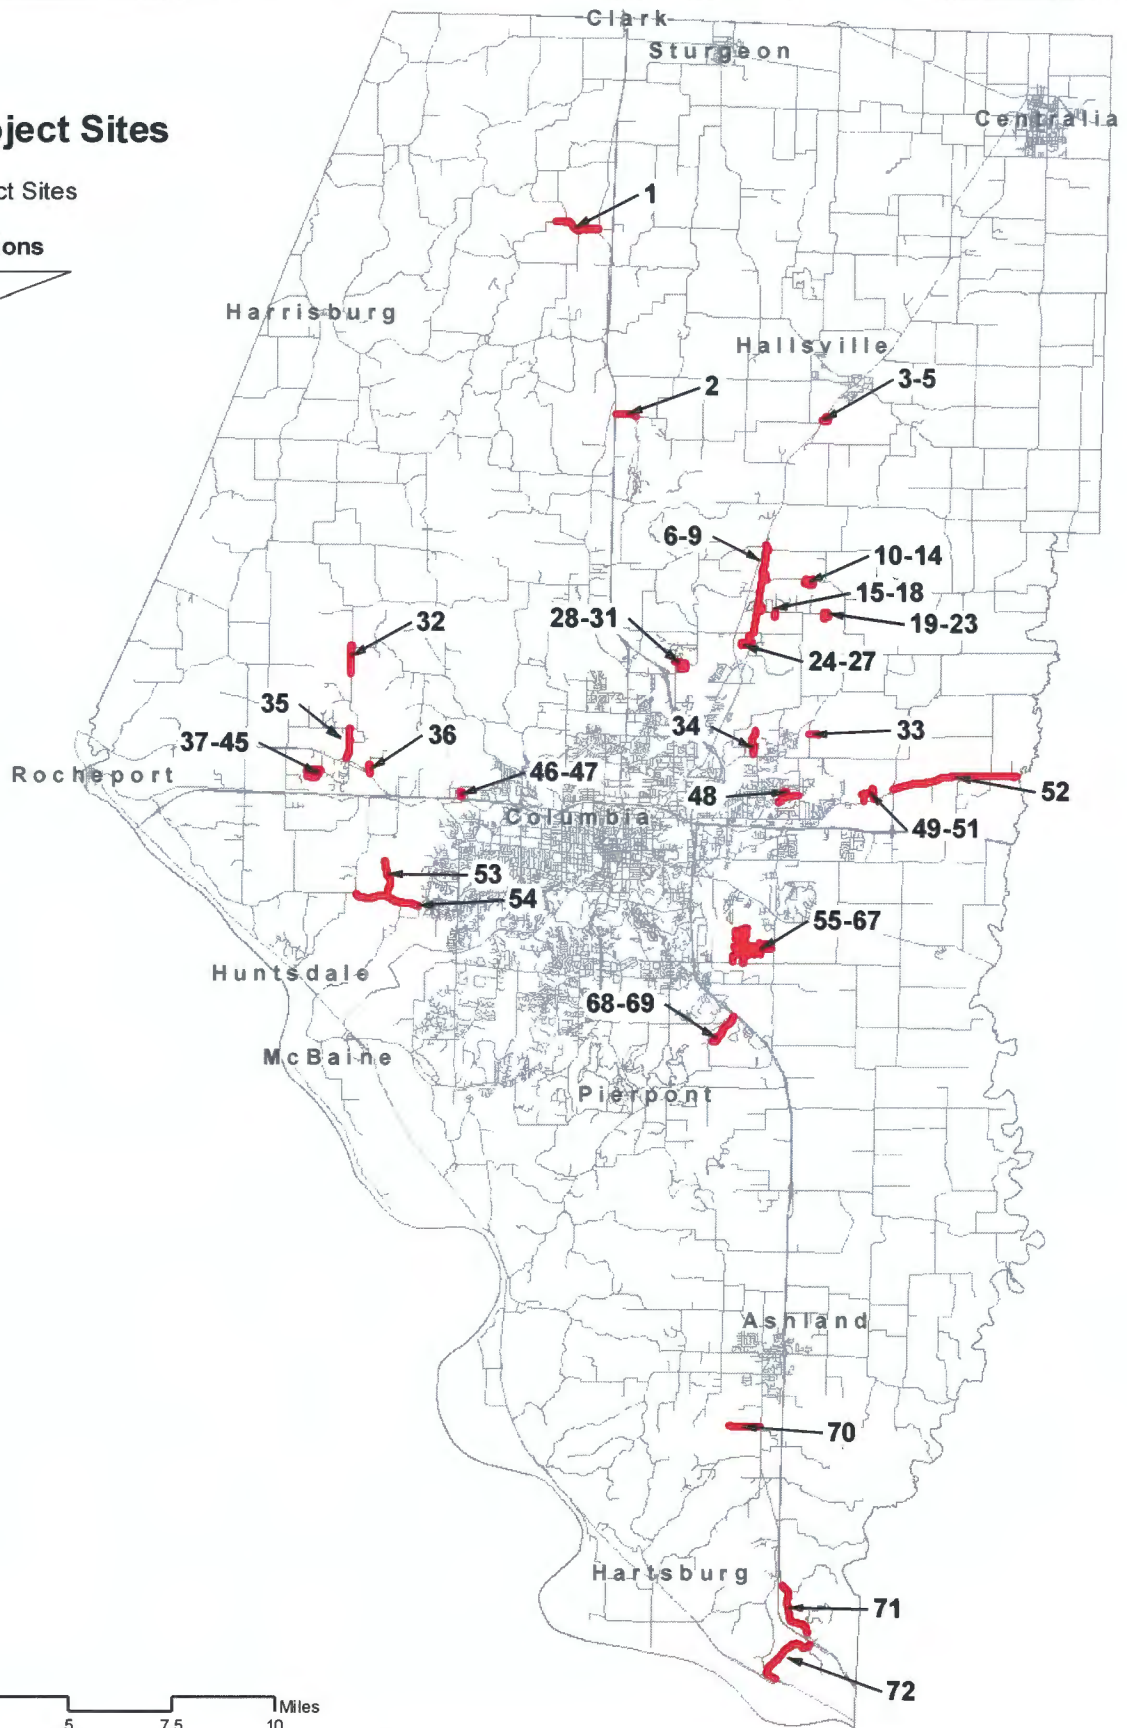 Clark
Sturgeon
Centralia
ject Sites
ct Sites
ons
1
Harrisburg
Hallsville
3-5
2
6-9
10-14
15-18
28-31
19-23
32
24-27
35
34
33
36
37-45
Rocheport
46-47
48
52
Columbia
49-51
53
54
55-67
Huntsdale
68-69
McBaine
Pierpont
Ashland
70
Hartsburg
71
72
Miles
5 7.5 10